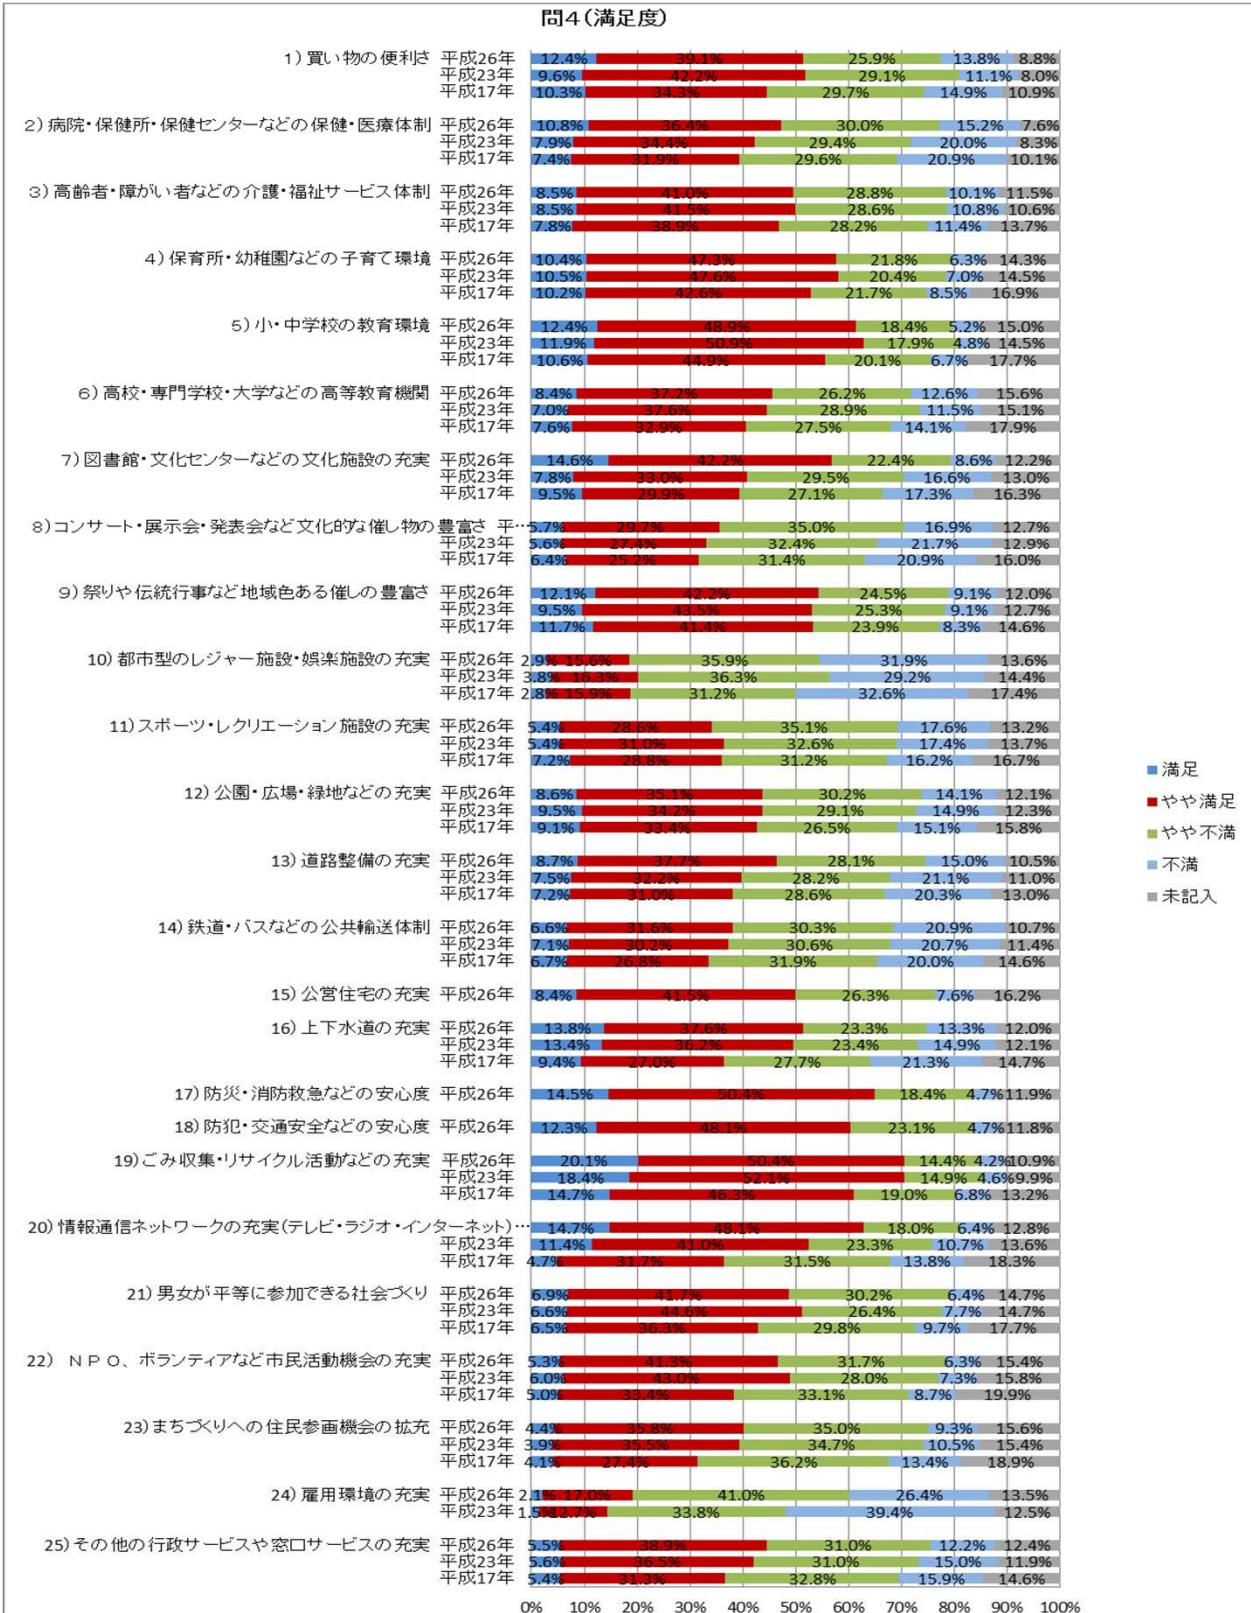 問4(満足度)
1) 買い物の便利さ 平成26年 12.4% 39.1% 25.9% 13.8% 8.8%
平成23年 9.6% 42.2% 29.1% 11.1% 8.0%
平成17年 10.3% 34.3% 29.7% 14.9% 10.9%
2) 病院・保健所・保健センターなどの保健・医療体制 平成26年 10.8% 36.4% 30.0% 15.2% 7.6%
平成23年 7.9% 34.4% 29.4% 20.0% 8.3%
平成17年 7.4% 31.9% 29.6% 20.9% 10.1%
3) 高齢者・障がい者などの介護・福祉サービス体制 平成26年 8.5% 41.0% 28.8% 10.1% 11.5%
平成23年 8.5% 41.5% 28.6% 10.8% 10.6%
平成17年 7.8% 38.9% 28.2% 11.4% 13.7%
4) 保育所・幼稚園などの子育て環境 平成26年 10.4% 47.3% 21.8% 6.3% 14.3%
平成23年 10.5% 47.6% 20.4% 7.0% 14.5%
平成17年 10.2% 42.6% 21.7% 8.5% 16.9%
5) 小・中学校の教育環境 平成26年 12.4% 48.9% 18.4% 5.2% 15.0%
平成23年 11.9% 50.9% 17.9% 4.8% 14.5%
平成17年 10.6% 44.9% 20.1% 6.7% 17.7%
6) 高校・専門学校・大学などの高等教育機関 平成26年 8.4% 37.2% 26.2% 12.6% 15.6%
平成23年 7.0% 37.6% 28.9% 11.5% 15.1%
平成17年 7.6% 32.9% 27.5% 14.1% 17.9%
7) 図書館・文化センターなどの文化施設の充実 平成26年 14.6% 42.2% 22.4% 8.6% 12.2%
平成23年 7.8% 33.0% 29.5% 16.6% 13.0%
平成17年 9.5% 29.9% 27.1% 17.3% 16.3%
8)コンサート・展示会・発表会など文化的な催し物の豊富さ 平… 5.7% 29.7% 35.0% 16.9% 12.7%
平成23年 5.6% 27.4% 32.4% 21.7% 12.9%
平成17年 6.4% 25.2% 31.4% 20.9% 16.0%
9) 祭りや伝統行事など地域色ある催しの豊富さ 平成26年 12.1% 42.2% 24.5% 9.1% 12.0%
平成23年 9.5% 43.5% 25.3% 9.1% 12.7%
平成17年 11.7% 41.4% 23.9% 8.3% 14.6%
10) 都市型のレジャー施設・娯楽施設の充実 平成26年 2.9% 15.6% 35.9% 31.9% 13.6%
平成23年 3.8% 16.3% 36.3% 29.2% 14.4%
平成17年 2.8% 15.9% 31.2% 32.6% 17.4%
11)スポーツ・レクリエーション施設の充実 平成26年 5.4% 28.6% 35.1% 17.6% 13.2%
平成23年 5.4% 31.0% 32.6% 17.4% 13.7%
平成17年 7.2% 28.8% 31.2% 16.2% 16.7%
12) 公園・広場・緑地などの充実 平成26年 8.6% 35.1% 30.2% 14.1% 12.1%
平成23年 9.5% 34.2% 29.1% 14.9% 12.3%
平成17年 9.1% 33.4% 26.5% 15.1% 15.8%
13) 道路整備の充実 平成26年 8.7% 37.7% 28.1% 15.0% 10.5%
平成23年 7.5% 32.2% 28.2% 21.1% 11.0%
平成17年 7.2% 31.0% 28.6% 20.3% 13.0%
14) 鉄道・バスなどの公共輸送体制 平成26年 6.6% 31.6% 30.3% 20.9% 10.7%
平成23年 7.1% 30.2% 30.6% 20.7% 11.4%
平成17年 6.7% 26.8% 31.9% 20.0% 14.6%
15) 公営住宅の充実 平成26年 8.4% 41.5% 26.3% 7.6% 16.2%
16) 上下水道の充実 平成26年 13.8% 37.6% 23.3% 13.3% 12.0%
平成23年 13.4% 36.2% 23.4% 14.9% 12.1%
平成17年 9.4% 27.0% 27.7% 21.3% 14.7%
17) 防災・消防救急などの安心度 平成26年 14.5% 50.4% 18.4% 4.7% 11.9%
18) 防犯・交通安全などの安心度 平成26年 12.3% 48.1% 23.1% 4.7% 11.8%
19)ごみ収集・リサイクル活動などの充実 平成26年 20.1% 50.4% 14.4% 4.2% 10.9%
平成23年 18.4% 52.1% 14.9% 4.6% 9.9%
平成17年 14.7% 46.3% 19.0% 6.8% 13.2%
20) 情報通信ネットワークの充実(テレビ・ラジオ・インターネット)… 14.7% 48.1% 18.0% 6.4% 12.8%
平成23年 11.4% 41.0% 23.3% 10.7% 13.6%
平成17年 4.7% 31.7% 31.5% 13.8% 18.3%
21) 男女が平等に参加できる社会づくり 平成26年 6.9% 41.7% 30.2% 6.4% 14.7%
平成23年 6.6% 44.6% 26.4% 7.7% 14.7%
平成17年 6.5% 36.3% 29.8% 9.7% 17.7%
22) NPO、ボランティアなど市民活動機会の充実 平成26年 5.3% 41.3% 31.7% 6.3% 15.4%
平成23年 6.0% 43.0% 28.0% 7.3% 15.8%
平成17年 5.0% 33.4% 33.1% 8.7% 19.9%
23)まちづくりへの住民参画機会の拡充 平成26年 4.4% 35.8% 35.0% 9.3% 15.6%
平成23年 3.9% 35.5% 34.7% 10.5% 15.4%
平成17年 4.1% 27.4% 36.2% 13.4% 18.9%
24) 雇用環境の充実 平成26年 2.1% 17.0% 41.0% 26.4% 13.5%
平成23年 1.5% 12.7% 33.8% 39.4% 12.5%
25)その他の行政サービスや窓口サービスの充実 平成26年 5.5% 38.9% 31.0% 12.2% 12.4%
平成23年 5.6% 36.5% 31.0% 15.0% 11.9%
平成17年 5.4% 31.3% 32.8% 15.9% 14.6%
0% 10% 20% 30% 40% 50% 60% 70% 80% 90% 100%
満足
やや満足
やや不満
不満
未記入